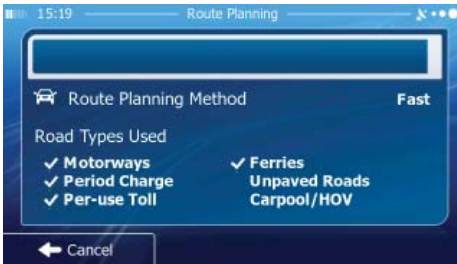 15:19 Route Planning
Route Planning Method Fast
Road Types Used
✓ Motorways ✓ Ferries
✓ Period Charge Unpaved Roads
✓ Per-use Toll Carpool/HOV
Cancel